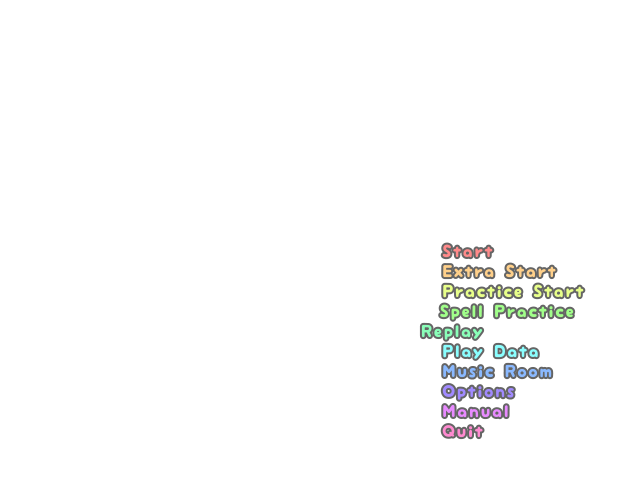 Start
Extra Start
Practice Start
Spell Practice
Replay
Play Data
Music Room
Options
Manual
Quit